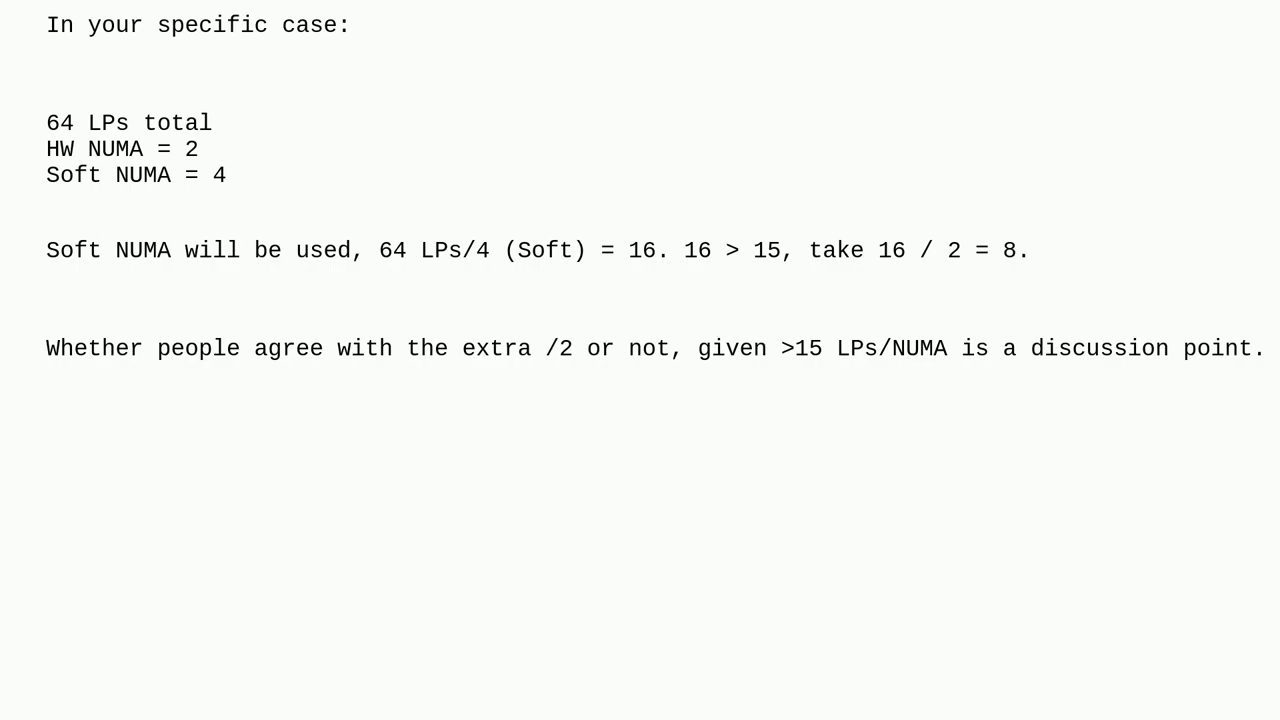 In your specific case:
64 LPs total
HW NUMA = 2
Soft NUMA = 4
Soft NUMA will be used, 64 LPs/4 (Soft) = 16. 16 > 15, take 16 / 2 = 8.
Whether people agree with the extra /2 or not, given >15 LPs/NUMA is a discussion point.